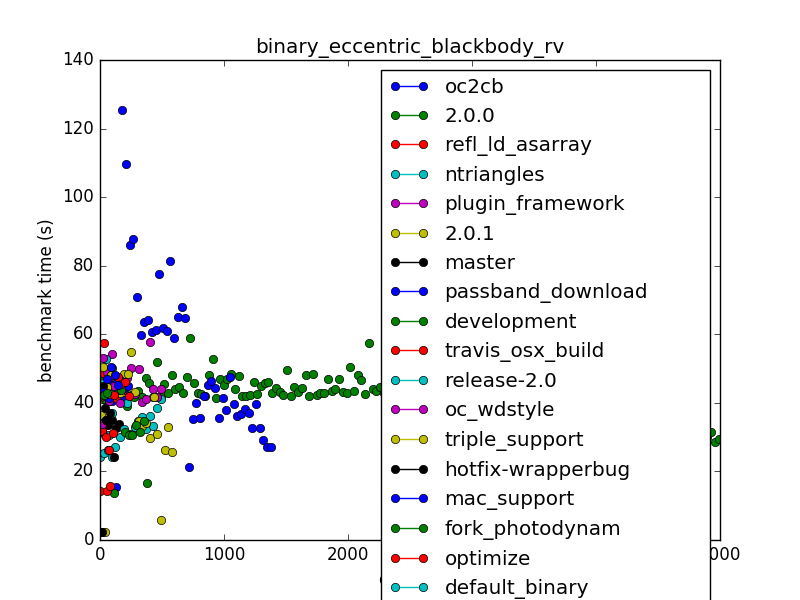 binary_eccentric_blackbody_rv
140
120
100
80
60
40
20
0
benchmark time (s)
0
1000
2000
000
oc2cb
2.0.0
refl_ld_asarray
ntriangles
plugin_framework
2.0.1
master
passband_download
development
travis_osx_build
release-2.0
oc_wdstyle
triple_support
hotfix-wrapperbug
mac_support
fork_photodynam
optimize
default_binary